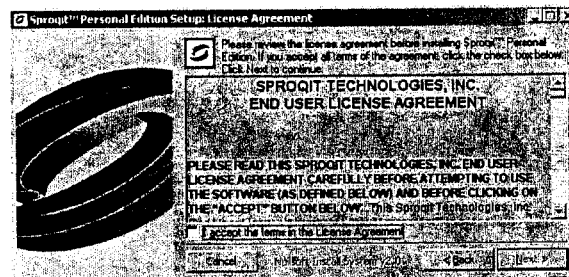 Sproqit™ Personal Edition Setup: License Agreement
Please review the license agreement before installing Sproqit™ Personal
Edition. If you accept all terms of the agreement, click the check box below.
Click Next to continue.
SPROQIT TECHNOLOGIES, INC.
END USER LICENSE AGREEMENT
PLEASE READ THIS SPROQIT TECHNOLOGIES, INC. END USER
LICENSE AGREEMENT CAREFULLY BEFORE ATTEMPTING TO USE
THE SOFTWARE (AS DEFINED BELOW) AND BEFORE CLICKING ON
THE "ACCEPT" BUTTON BELOW. This Sproqit Technologies, Inc.
I accept the terms in the License Agreement
Cancel
Install System
< Back
Next >